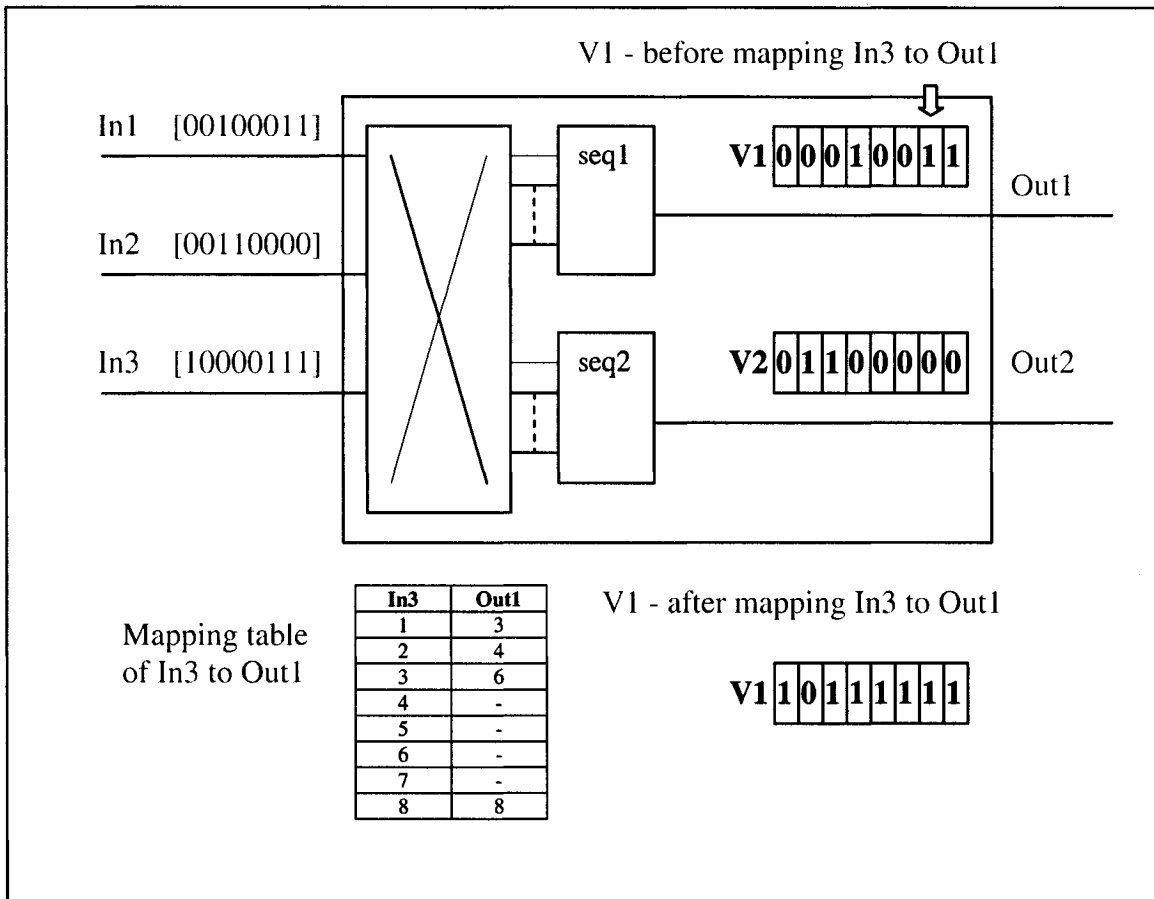 V1 - before mapping In3 to Out1
In1 [00100011]
seq1
V1 0 0 0 1 0 0 1 1
Out1
In2 [00110000]
In3 [10000111]
seq2
V2 0 1 1 0 0 0 0 0
Out2
Mapping table
of In3 to Out1
In3 Out1
1 3
2 4
3 6
4 -
5 -
6 -
7 -
8 8
V1 - after mapping In3 to Out1
V1 1 0 1 1 1 1 1 1